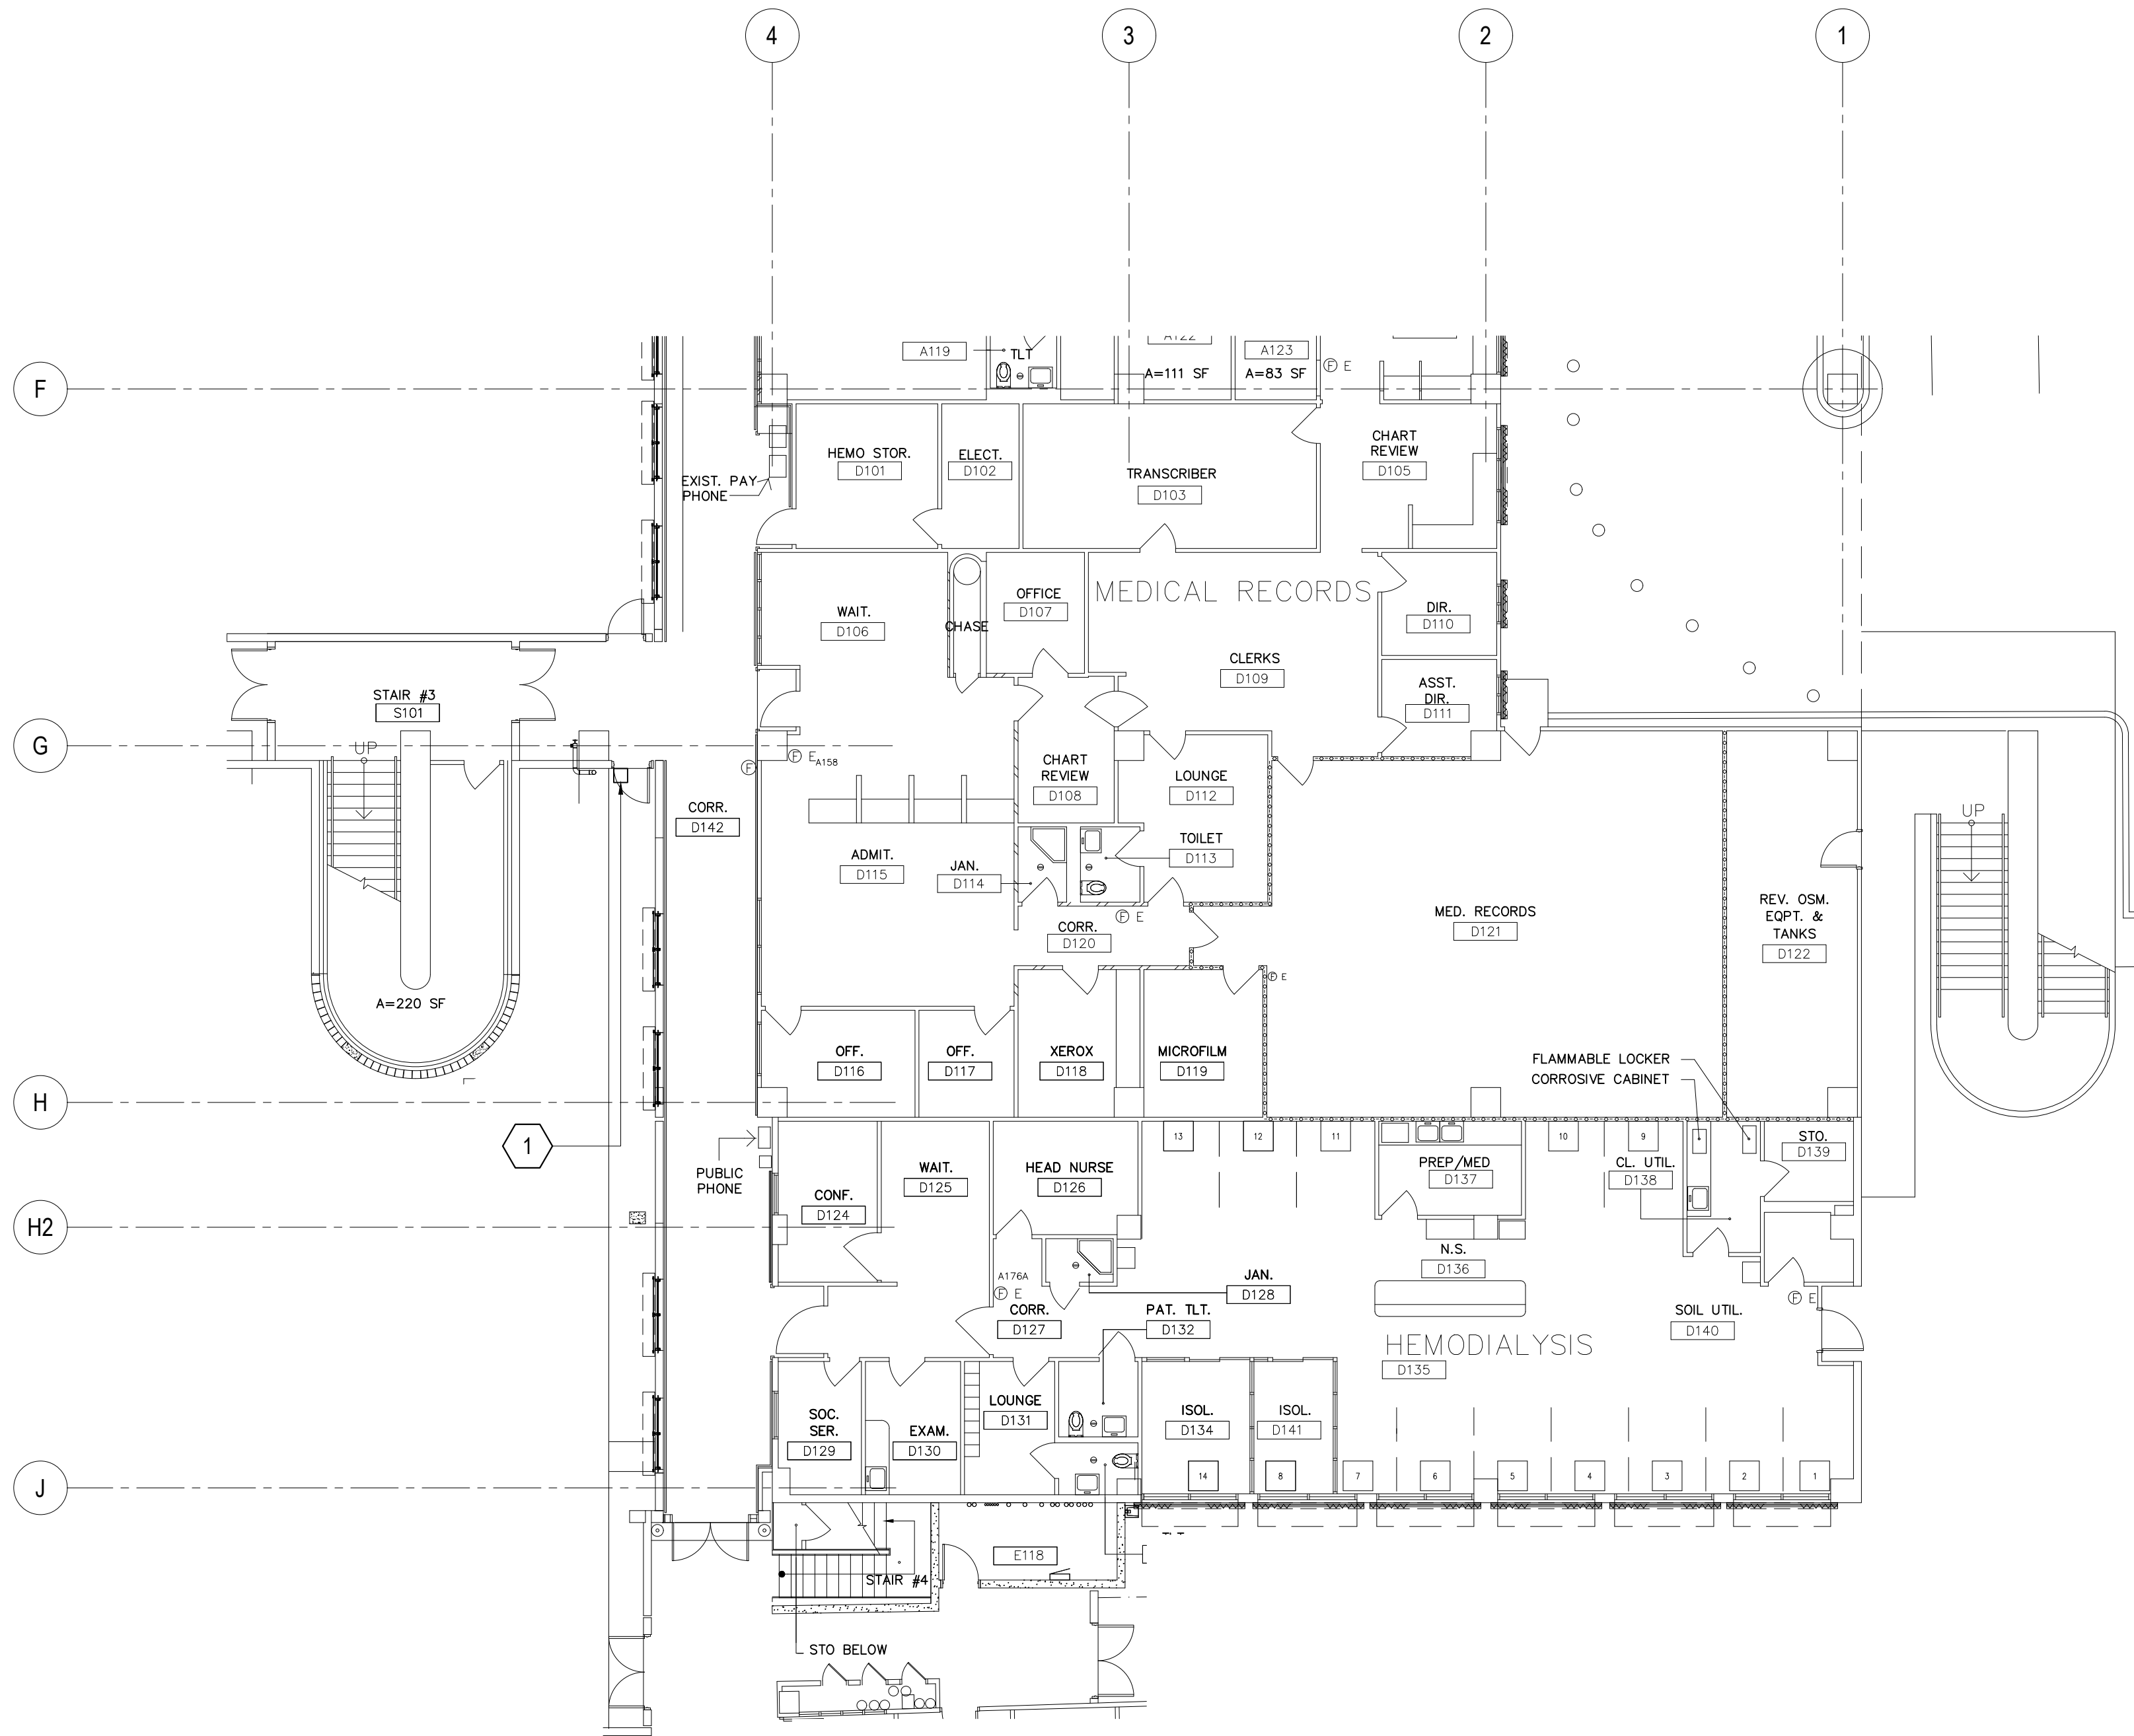 4
3
2
1
F
A119
TLT
A122
A=111 SF
A123
A=83 SF
F E
CHART
REVIEW
D105
HEMO STOR.
D101
ELECT.
D102
TRANSCRIBER
D103
EXIST. PAY
PHONE
MEDICAL RECORDS
OFFICE
D107
WAIT.
D106
CHASE
DIR.
D110
CLERKS
D109
ASST.
DIR.
D111
STAIR #3
S101
G
UP
F
F E
A158
CHART
REVIEW
D108
LOUNGE
D112
CORR.
D142
UP
TOILET
D113
ADMIT.
D115
JAN.
D114
F E
CORR.
D120
MED. RECORDS
D121
REV. OSM.
EQPT. &
TANKS
D122
F E
A=220 SF
OFF.
D116
OFF.
D117
XEROX
D118
MICROFILM
D119
FLAMMABLE LOCKER
CORROSIVE CABINET
H
1
PUBLIC
PHONE
13
12
11
10
9
STO.
D139
PREP/MED
D137
CL. UTIL.
D138
WAIT.
D125
HEAD NURSE
D126
CONF.
D124
H2
N.S.
D136
A176A
F E
JAN.
D128
CORR.
D127
PAT. TLT.
D132
F E
SOIL UTIL.
D140
HEMODIALYSIS
D135
SOC.
SER.
D129
EXAM.
D130
LOUNGE
D131
ISOL.
D134
ISOL.
D141
J
14
8
7
6
5
4
3
2
1
E118
STAIR #4
STO BELOW